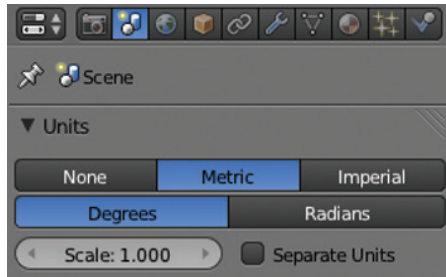 Scene
Units
None Metric Imperial
Degrees Radians
Scale: 1.000 Separate Units